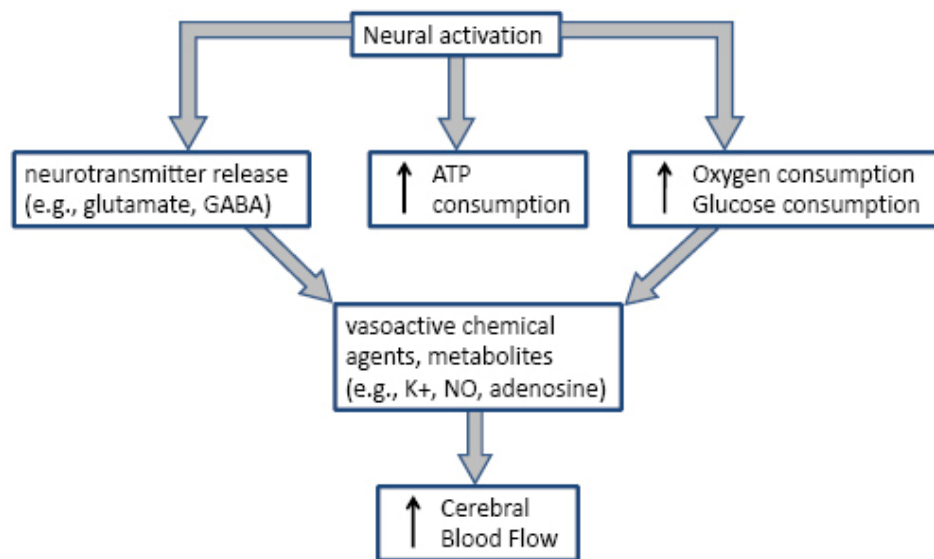 Neural activation
neurotransmitter release
(e.g., glutamate, GABA)
ATP
consumption
Oxygen consumption
Glucose consumption
vasoactive chemical
agents, metabolites
(e.g., K+, NO, adenosine)
Cerebral
Blood Flow